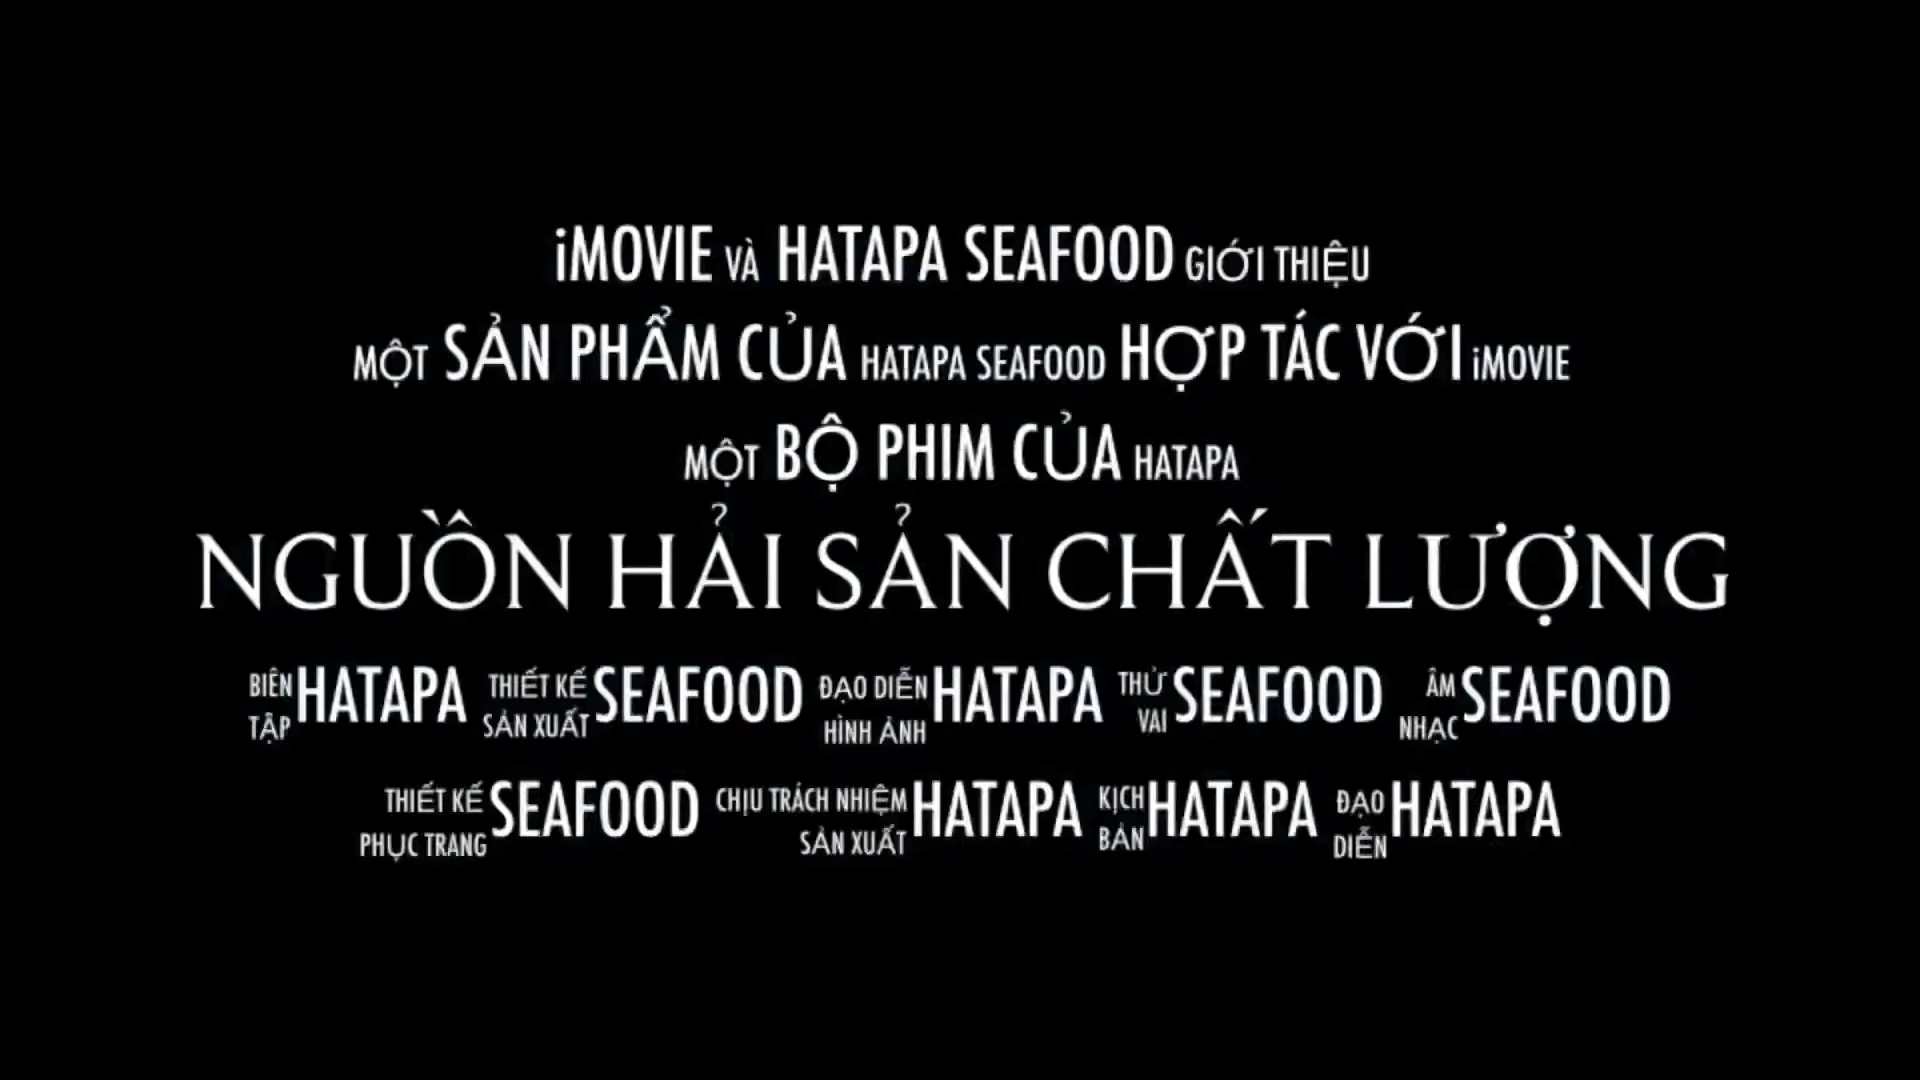 iMOVIE VÀ HATAPA SEAFOOD GIỚI THIỆU
MỘT SẢN PHẨM CỦA HATAPA SEAFOOD HỢP TÁC VỚI iMOVIE
MỘT BỘ PHIM CỦA HATAPA
NGUỒN HẢI SẢN CHẤT LƯỢNG
BIÊN TẬP HATAPA THIẾT KẾ SẢN XUẤT SEAFOOD ĐẠO DIỄN HÌNH ẢNH HATAPA THỬ VAI SEAFOOD ÂM NHẠC SEAFOOD
THIẾT KẾ PHỤC TRANG SEAFOOD CHỊU TRÁCH NHIỆM SẢN XUẤT HATAPA KỊCH BẢN HATAPA ĐẠO DIỄN HATAPA